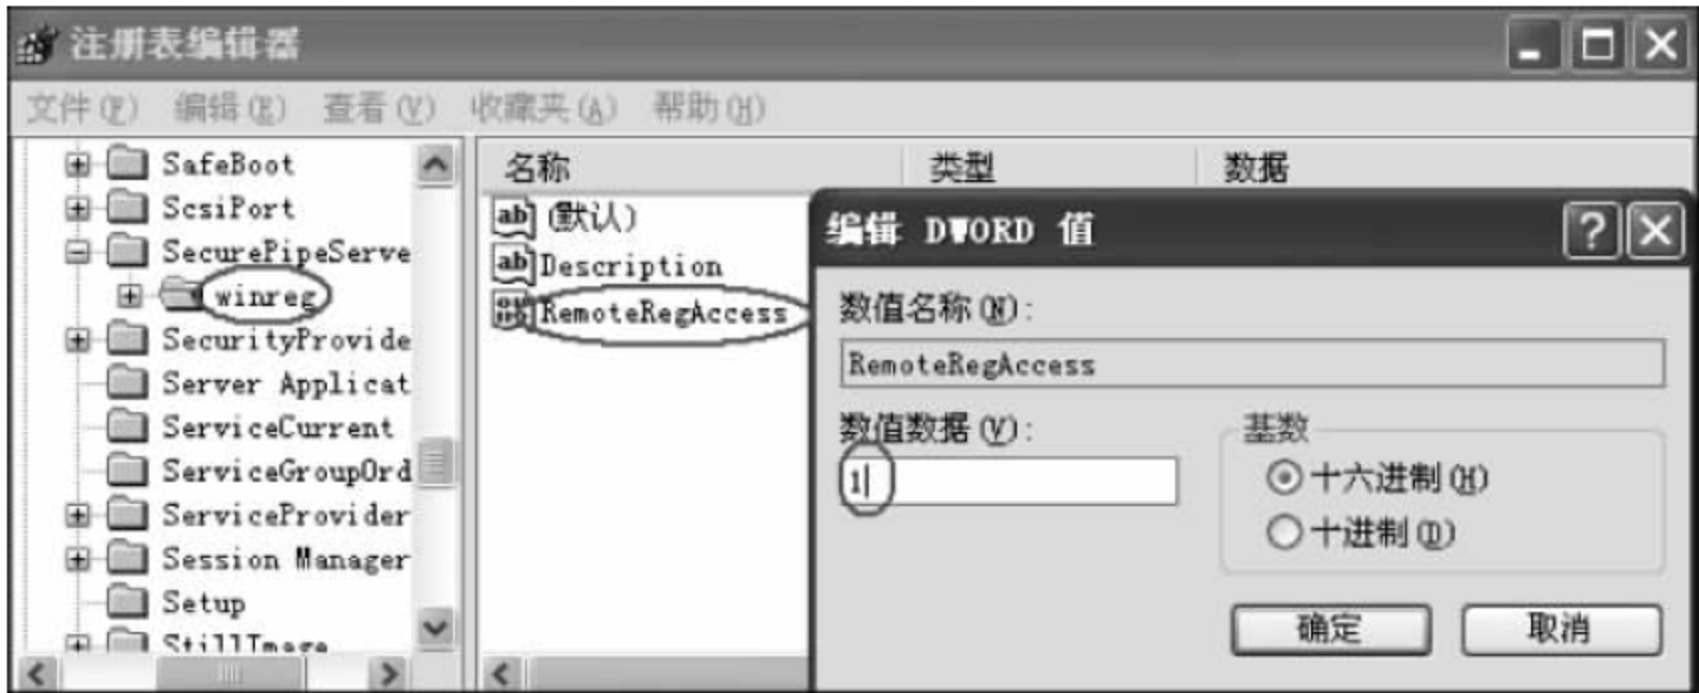 注册表编辑器
文件(F) 编辑(E) 查看(V) 收藏夹(A) 帮助(H)
SafeBoot
ScsiPort
SecurePipeServe
winreg
SecurityProvide
Server Applicat
ServiceCurrent
ServiceGroupOrd
ServiceProvider
Session Manager
Setup
StillImage
名称 类型 数据
(默认)
Description
RemoteRegAccess
编辑 DWORD 值
数值名称(N):
RemoteRegAccess
数值数据(V):
1
基数
十六进制(H)
十进制(D)
确定 取消